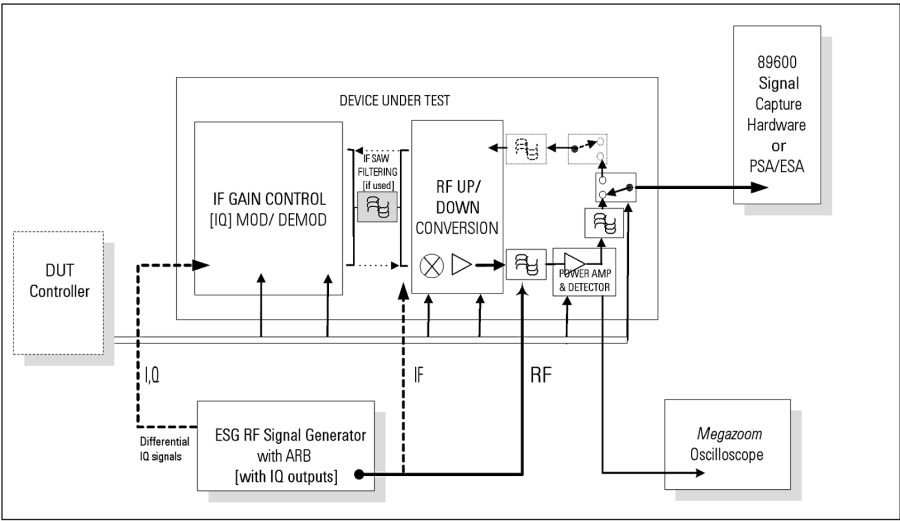 89600
Signal
Capture
Hardware
or
PSA/ESA
DEVICE UNDER TEST
IF GAIN CONTROL
[IQ] MOD/ DEMOD
IF SAW
FILTERING
[if used]
RF UP/
DOWN
CONVERSION
POWER AMP
& DETECTOR
DUT
Controller
I,Q
IF
RF
Differential
IQ signals
ESG RF Signal Generator
with ARB
[with IQ outputs]
Megazoom
Oscilloscope